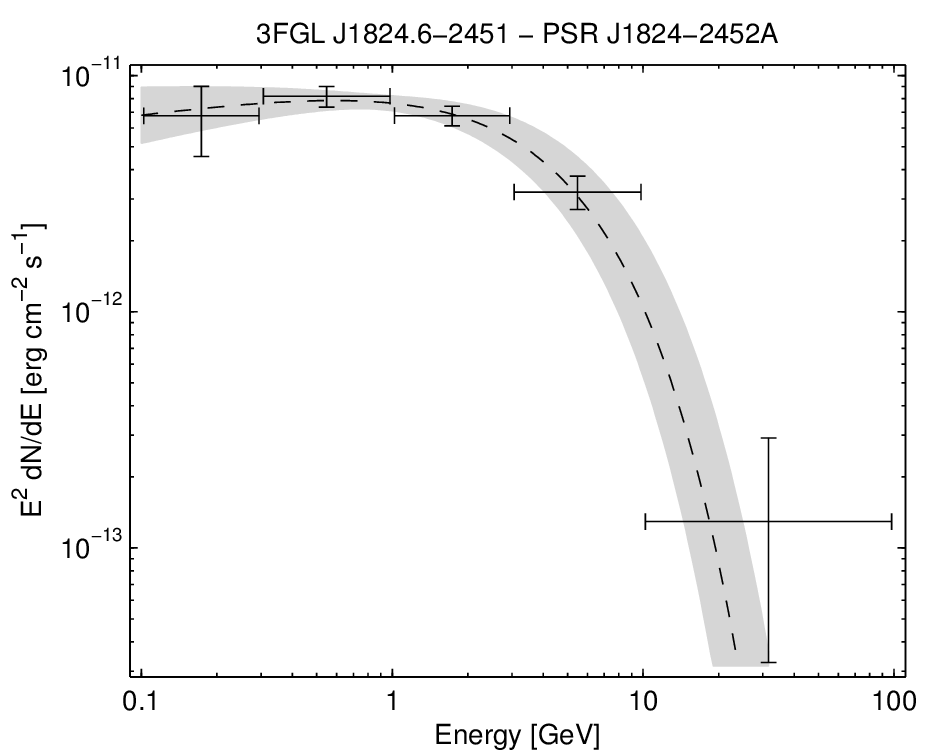 3FGL J1824.6−2451 − PSR J1824−2452A
10⁻¹¹
10⁻¹²
10⁻¹³
E² dN/dE [erg cm⁻² s⁻¹]
0.1 1 10 100
Energy [GeV]